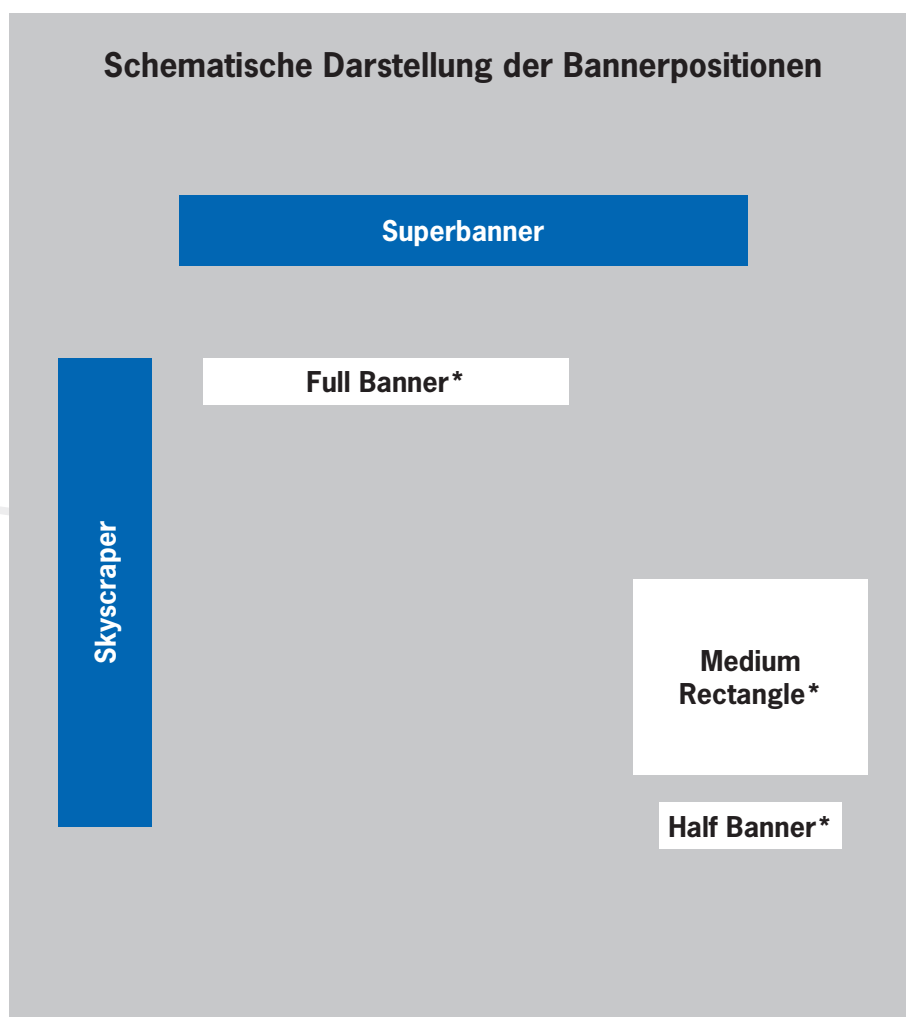 Schematische Darstellung der Bannerpositionen
Superbanner
Full Banner*
Skyscraper
Medium
Rectangle*
Half Banner*